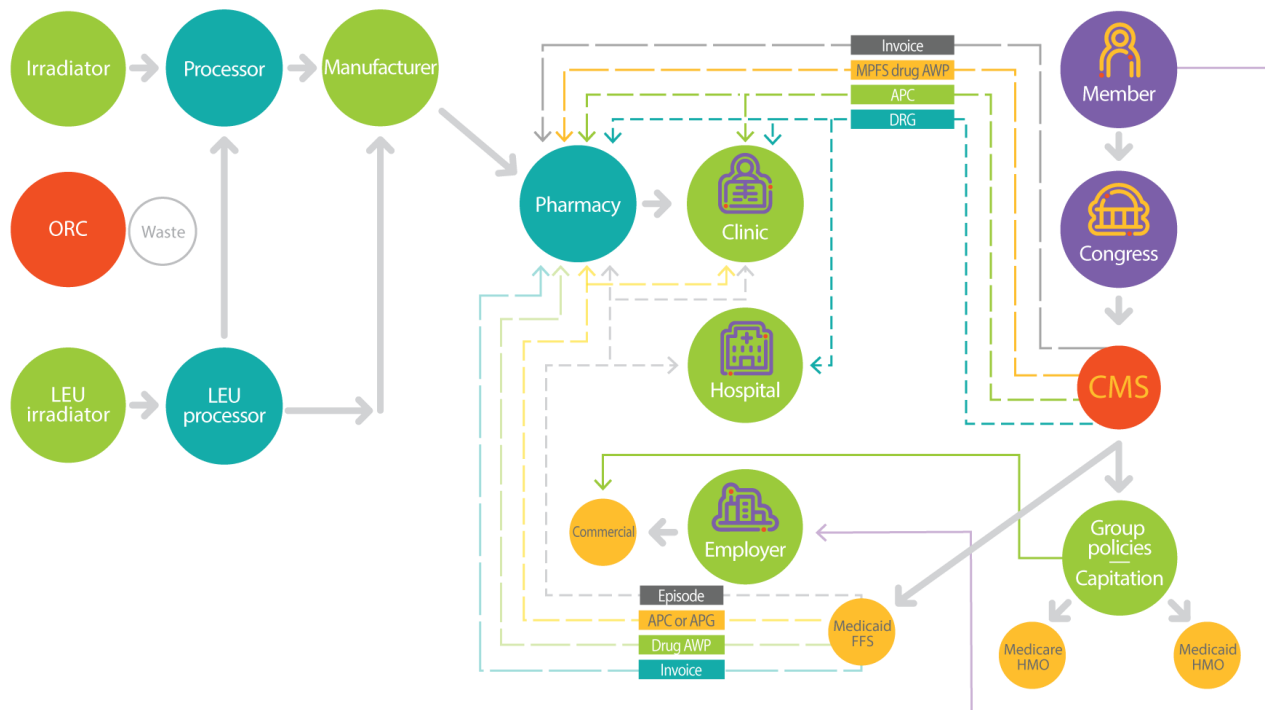 Irradiator
Processor
Manufacturer
Invoice
MPFS drug AWP
APC
DRG
Member
ORC
Waste
Pharmacy
Clinic
Congress
LEU
irradiator
LEU
processor
Hospital
CMS
Commercial
Employer
Group
policies
Capitation
Episode
APC or APG
Drug AWP
Invoice
Medicaid
FFS
Medicare
HMO
Medicaid
HMO